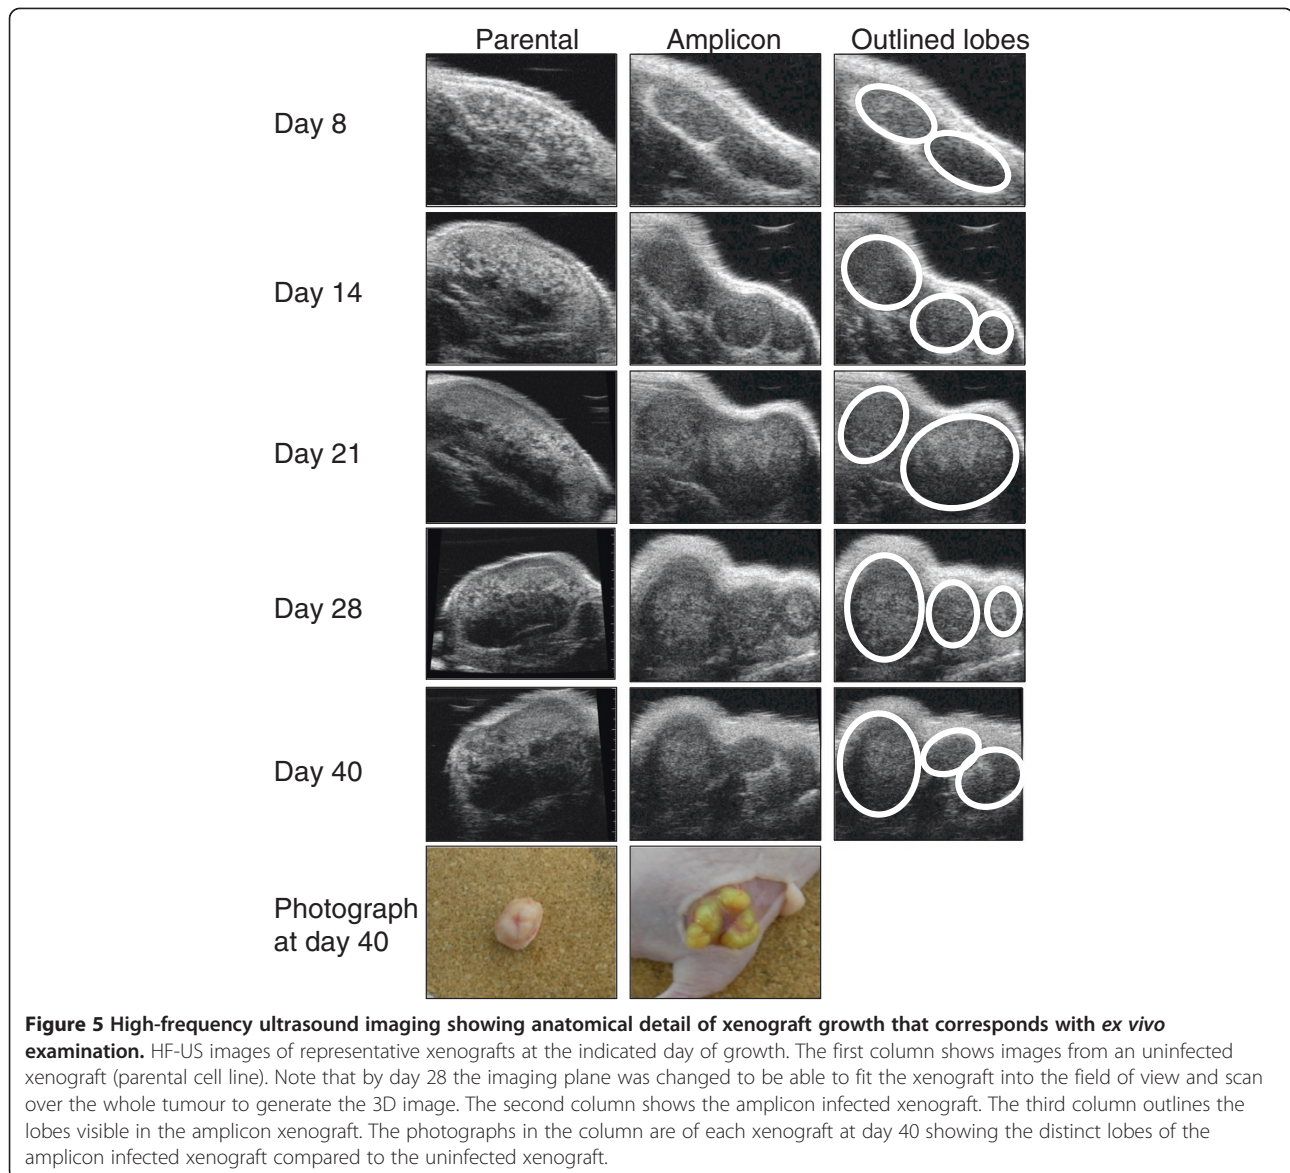 Parental Amplicon Outlined lobes
Day 8
Day 14
Day 21
Day 28
Day 40
Photograph
at day 40
Figure 5 High-frequency ultrasound imaging showing anatomical detail of xenograft growth that corresponds with ex vivo
examination. HF-US images of representative xenografts at the indicated day of growth. The first column shows images from an uninfected
xenograft (parental cell line). Note that by day 28 the imaging plane was changed to be able to fit the xenograft into the field of view and scan
over the whole tumour to generate the 3D image. The second column shows the amplicon infected xenograft. The third column outlines the
lobes visible in the amplicon xenograft. The photographs in the column are of each xenograft at day 40 showing the distinct lobes of the
amplicon infected xenograft compared to the uninfected xenograft.